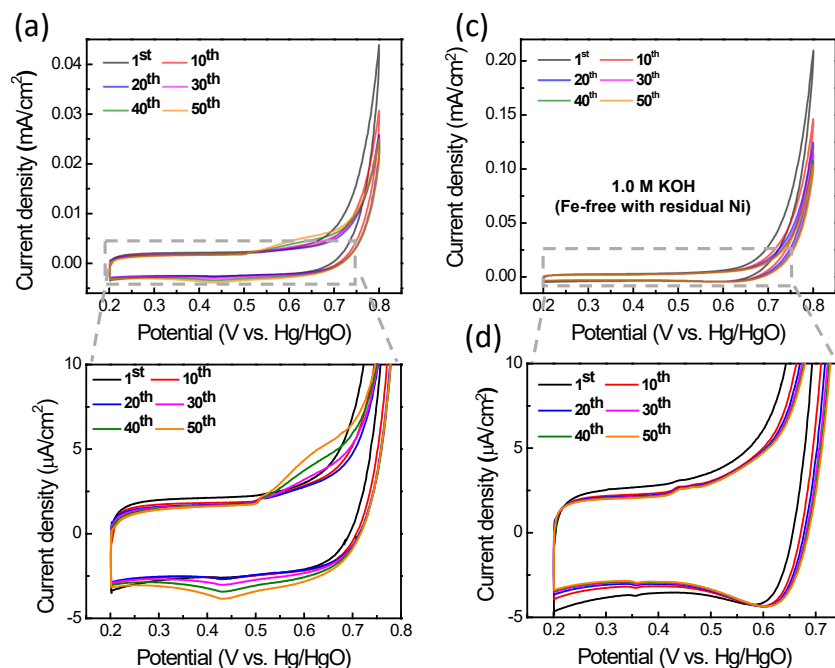 (a)
Current density (mA/cm²)
0.04
0.03
0.02
0.01
0.00
1st 10th
20th 30th
40th 50th
0.2 0.3 0.4 0.5 0.6 0.7 0.8
Potential (V vs. Hg/HgO)
(c)
Current density (mA/cm²)
0.20
0.15
0.10
0.05
0.00
1st 10th
20th 30th
40th 50th
1.0 M KOH
(Fe-free with residual Ni)
0.2 0.3 0.4 0.5 0.6 0.7 0.8
Potential (V vs. Hg/HgO)
Current density (μA/cm²)
10
5
0
-5
1st 10th
20th 30th
40th 50th
0.2 0.3 0.4 0.5 0.6 0.7 0.8
Potential (V vs. Hg/HgO)
(d)
Current density (μA/cm²)
10
5
0
-5
1st 10th
20th 30th
40th 50th
0.2 0.3 0.4 0.5 0.6 0.7 0.8
Potential (V vs. Hg/HgO)